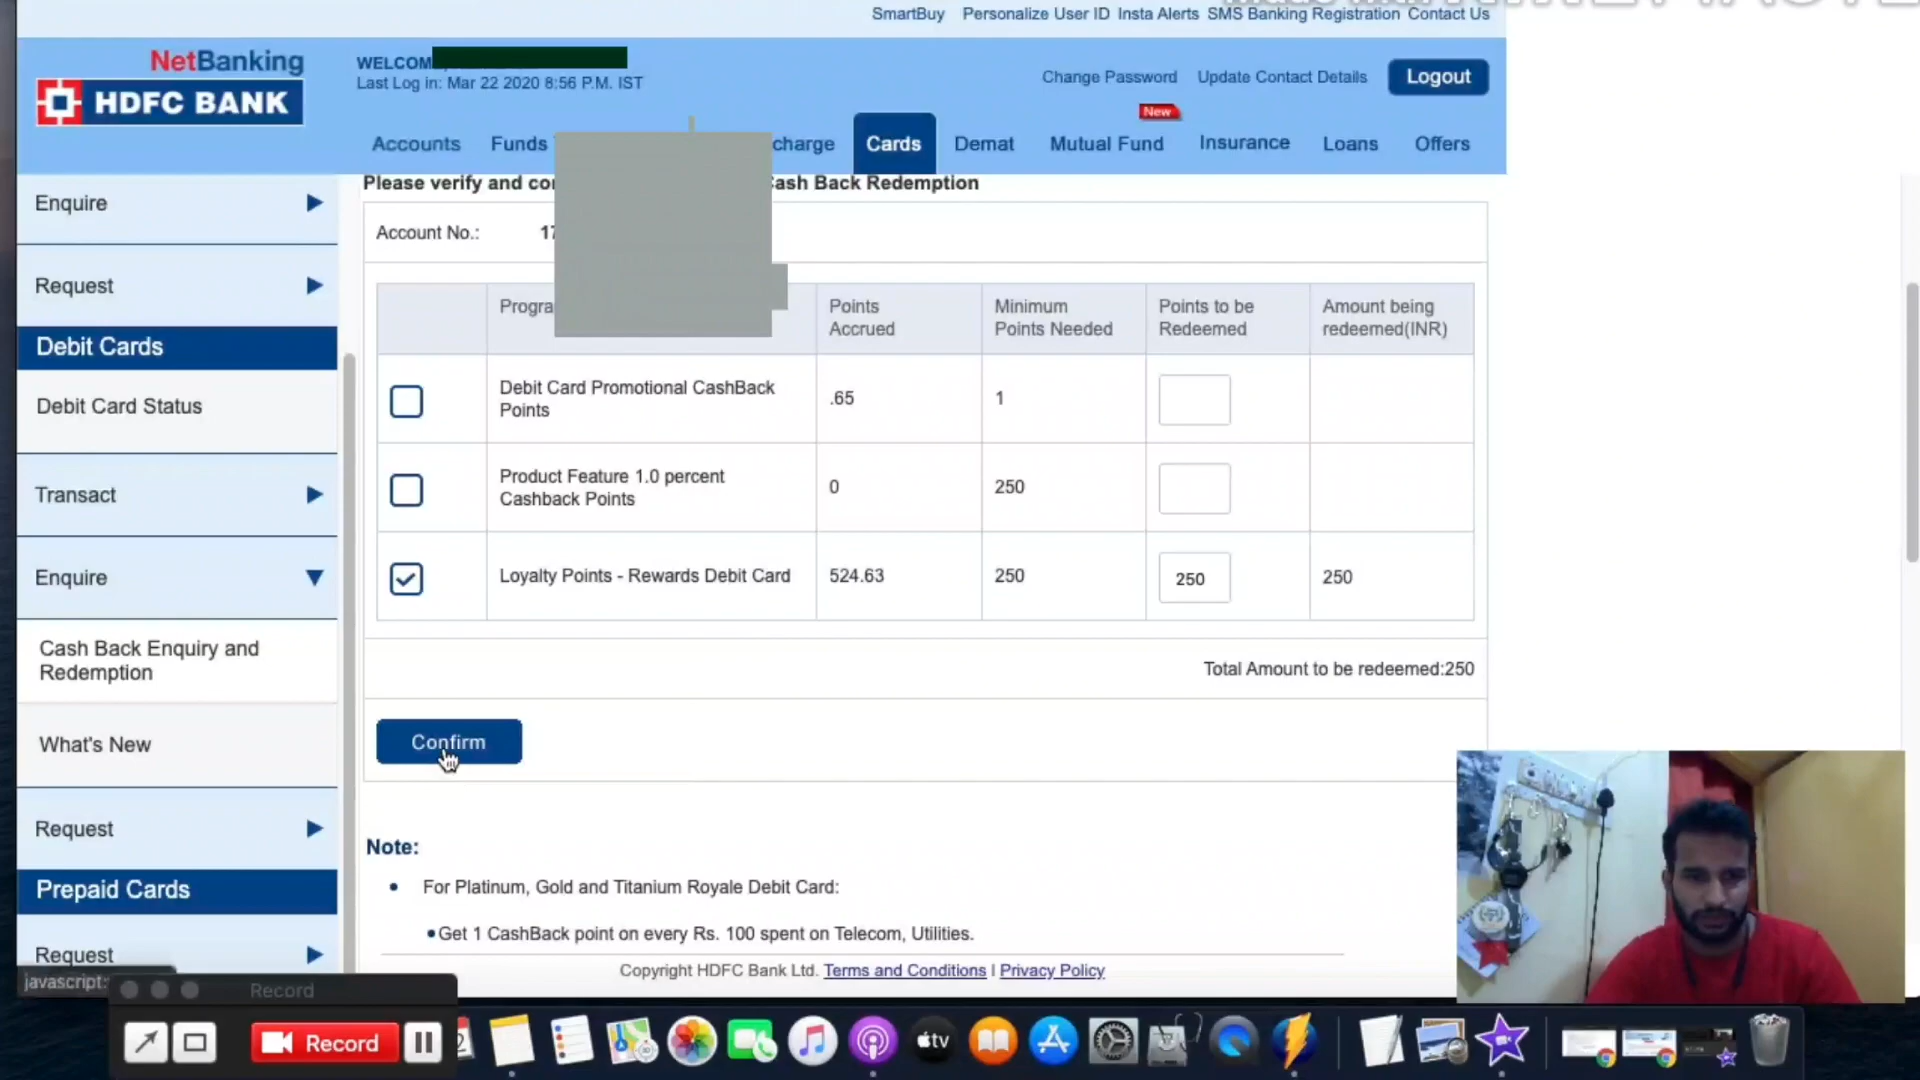 SmartBuy Personalize User ID Insta Alerts SMS Banking Registration Contact Us
NetBanking
HDFC BANK
WELCOM
Last Log in: Mar 22 2020 8:56 P.M. IST
Change Password Update Contact Details Logout
New
Accounts Funds charge Cards Demat Mutual Fund Insurance Loans Offers
Enquire
Request
Debit Cards
Debit Card Status
Transact
Enquire
Cash Back Enquiry and
Redemption
What's New
Request
Prepaid Cards
Request
javascript:
Please verify and co Cash Back Redemption
Account No.: 17
Progra
Points
Accrued
Minimum
Points Needed
Points to be
Redeemed
Amount being
redeemed(INR)
Debit Card Promotional CashBack
Points
.65
1
Product Feature 1.0 percent
Cashback Points
0
250
Loyalty Points - Rewards Debit Card
524.63
250
250
250
Total Amount to be redeemed:250
Confirm
Note:
• For Platinum, Gold and Titanium Royale Debit Card:
•Get 1 CashBack point on every Rs. 100 spent on Telecom, Utilities.
Copyright HDFC Bank Ltd. Terms and Conditions I Privacy Policy
Record
Record
tv